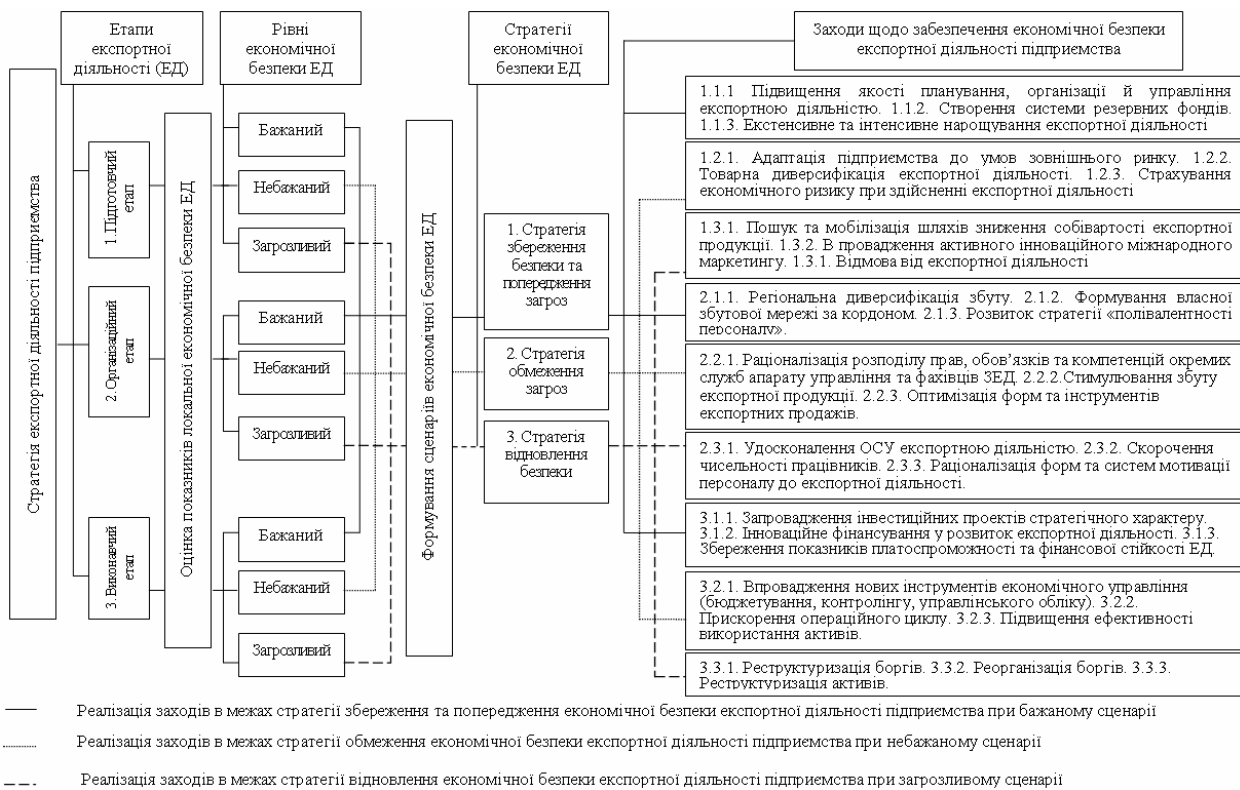 Етапи
експортної
діяльності (ЕД)
Рівні
економічної
безпеки ЕД
Стратегії
економічної
безпеки ЕД
Заходи щодо забезпечення економічної безпеки
експортної діяльності підприємства
Стратегія експортної діяльності підприємства
1.Підготовчий
етап
2.Організаційний
етап
3.Виконавчий
етап
Оцінка показників локальної економічної безпеки ЕД
Бажаний
Небажаний
Загрозливий
Бажаний
Небажаний
Загрозливий
Бажаний
Небажаний
Загрозливий
Формування сценаріїв економічної безпеки ЕД
1. Стратегія
збереження
безпеки та
попередження
загроз
2. Стратегія
обмеження
загроз
3. Стратегія
відновлення
безпеки
1.1.1 Підвищення якості планування, організації й управління
експортною діяльністю. 1.1.2. Створення системи резервних фондів.
1.1.3. Екстенсивне та інтенсивне нарощування експортної діяльності
1.2.1. Адаптація підприємства до умов зовнішнього ринку. 1.2.2.
Товарна диверсифікація експортної діяльності. 1.2.3. Страхування
економічного ризику при здійсненні експортної діяльності
1.3.1. Пошук та мобілізація шляхів зниження собівартості експортної
продукції. 1.3.2. В провадження активного інноваційного міжнародного
маркетингу. 1.3.1. Відмова від експортної діяльності
2.1.1. Регіональна диверсифікація збуту. 2.1.2. Формування власної
збутової мережі за кордоном. 2.1.3. Розвиток стратегії «полівалентності
персоналу».
2.2.1. Раціоналізація розподілу прав, обов’язків та компетенцій окремих
служб апарату управління та фахівців ЗЕД. 2.2.2.Стимулювання збуту
експортної продукції. 2.2.3. Оптимізація форм та інструментів
експортних продажів.
2.3.1. Удосконалення ОСУ експортною діяльністю. 2.3.2. Скорочення
чисельності працівників. 2.3.3. Раціоналізація форм та систем мотивації
персоналу до експортної діяльності.
3.1.1. Запровадження інвестиційних проектів стратегічного характеру.
3.1.2. Інноваційне фінансування у розвиток експортної діяльності. 3.1.3.
Збереження показників платоспроможності та фінансової стійкості ЕД.
3.2.1. Впровадження нових інструментів економічного управління
(бюджетування, контролінгу, управлінського обліку). 3.2.2.
Прискорення операційного циклу. 3.2.3. Підвищення ефективності
використання активів.
3.3.1. Реструктуризація боргів. 3.3.2. Реорганізація боргів. 3.3.3.
Реструктуризація активів.
Реалізація заходів в межах стратегії збереження та попередження економічної безпеки експортної діяльності підприємства при бажаному сценарії
Реалізація заходів в межах стратегії обмеження економічної безпеки експортної діяльності підприємства при небажаному сценарії
Реалізація заходів в межах стратегії відновлення економічної безпеки експортної діяльності підприємства при загрозливому сценарії